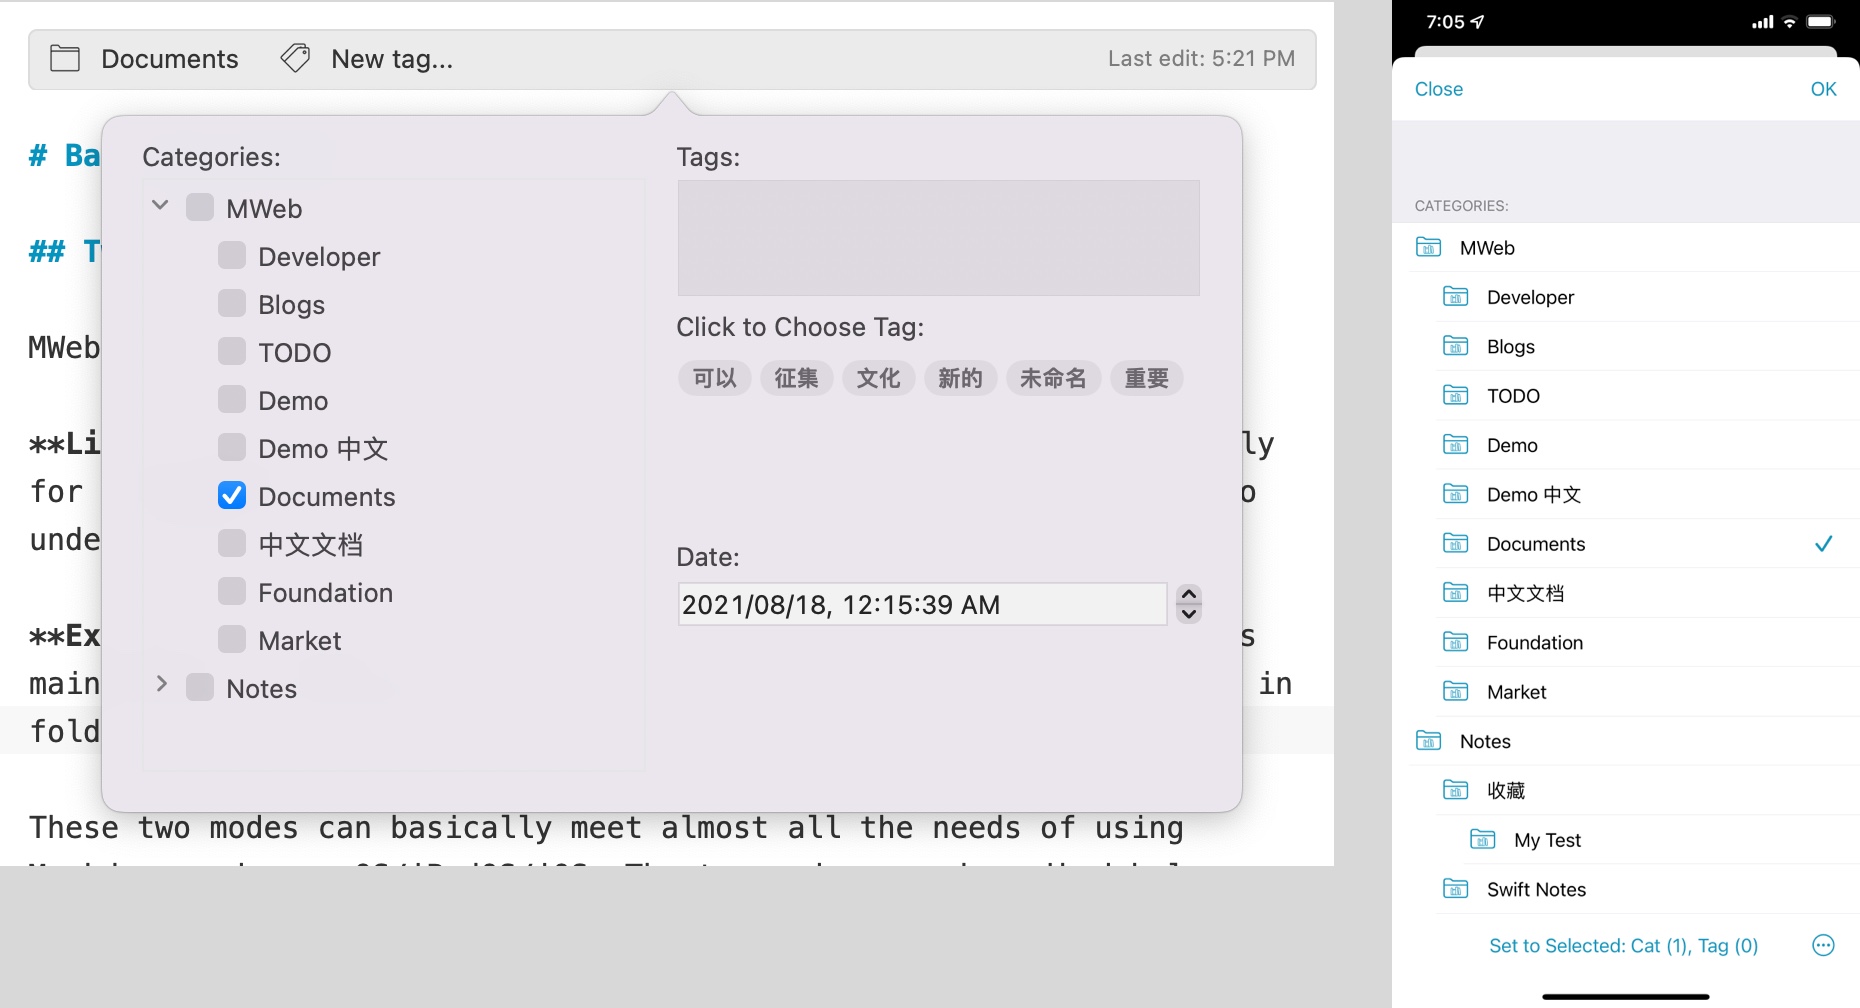 Documents New tag... Last edit: 5:21 PM
# Ba
## T
MWeb
**Li
for
unde
**Ex
main
fold
Categories:
MWeb
Developer
Blogs
TODO
Demo
Demo 中文
Documents
中文文档
Foundation
Market
Notes
Tags:
Click to Choose Tag:
可以 征集 文化 新的 未命名 重要
Date:
2021/08/18, 12:15:39 AM
ly
o
s
in
These two modes can basically meet almost all the needs of using
7:05
Close OK
CATEGORIES:
MWeb
Developer
Blogs
TODO
Demo
Demo 中文
Documents
中文文档
Foundation
Market
Notes
收藏
My Test
Swift Notes
Set to Selected: Cat (1), Tag (0)